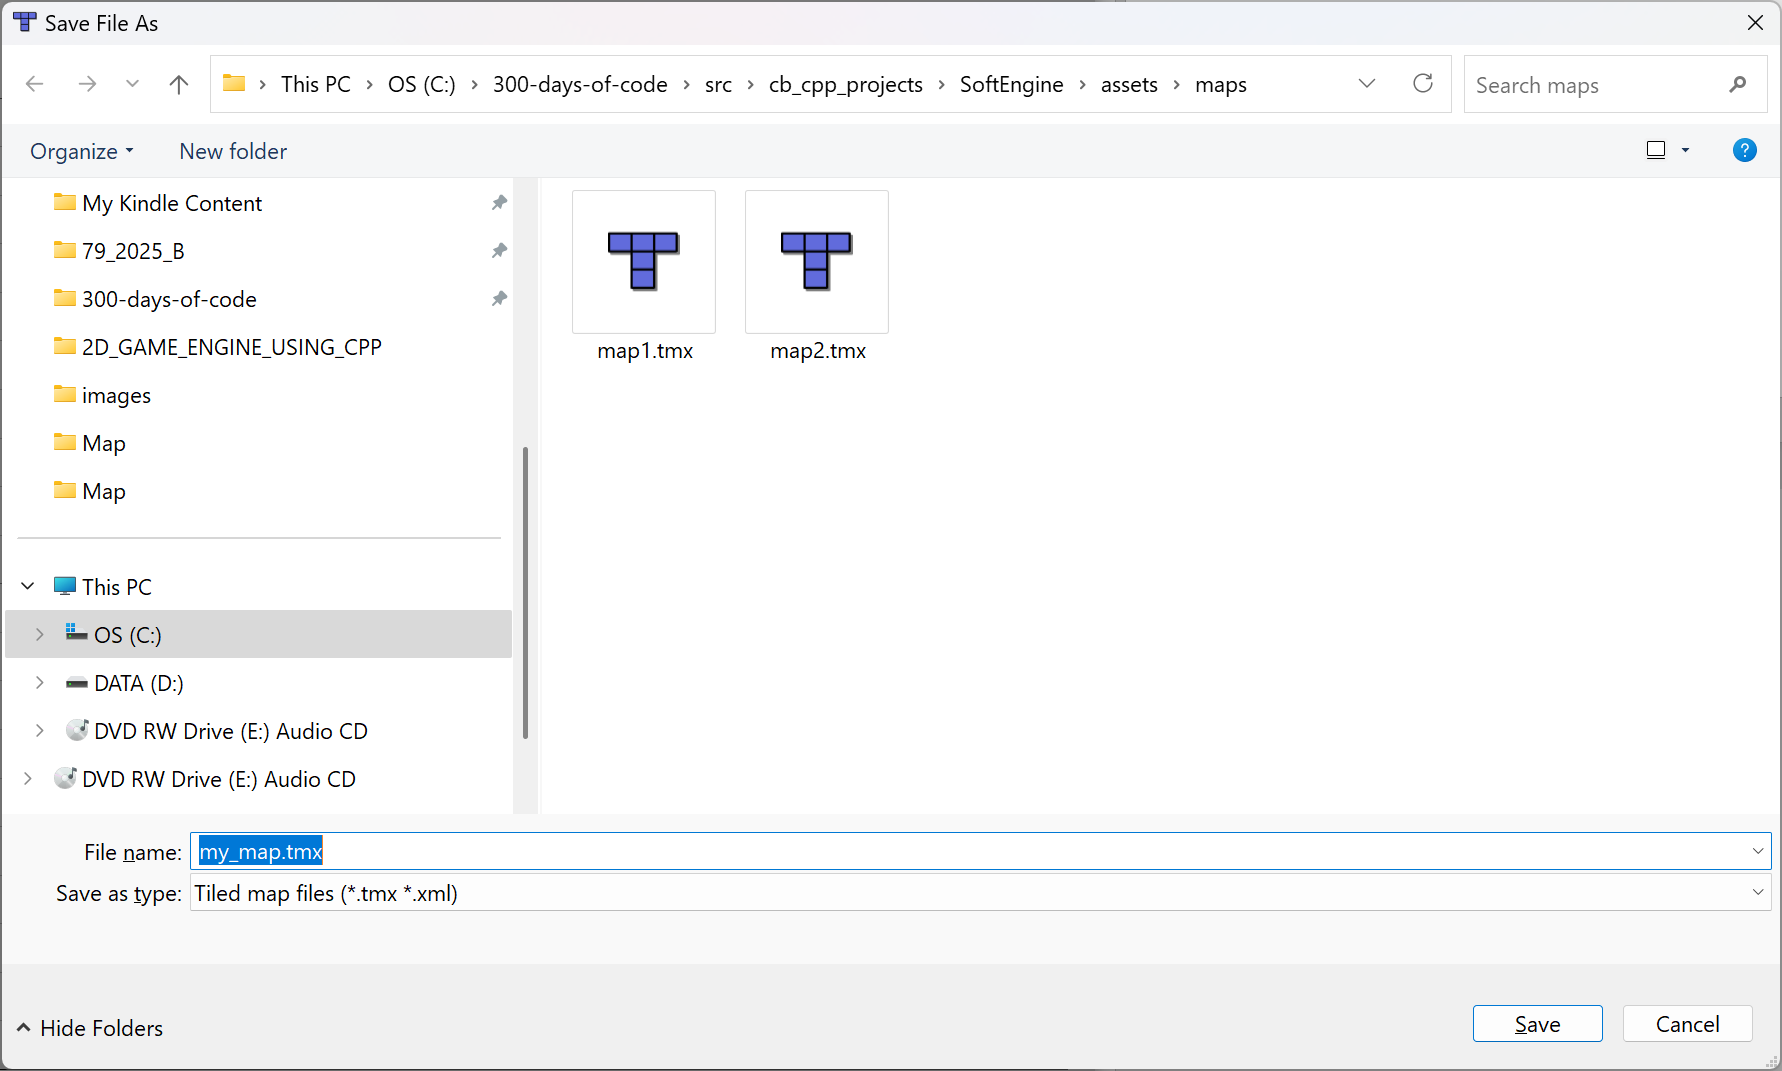 Save File As
This PC > OS (C:) > 300-days-of-code > src > cb_cpp_projects > SoftEngine > assets > maps
Search maps
Organize
New folder
?
My Kindle Content
79_2025_B
300-days-of-code
2D_GAME_ENGINE_USING_CPP
images
Map
Map
This PC
OS (C:)
DATA (D:)
DVD RW Drive (E:) Audio CD
DVD RW Drive (E:) Audio CD
map1.tmx
map2.tmx
File name: my_map.tmx
Save as type: Tiled map files (*.tmx *.xml)
Hide Folders
Save
Cancel